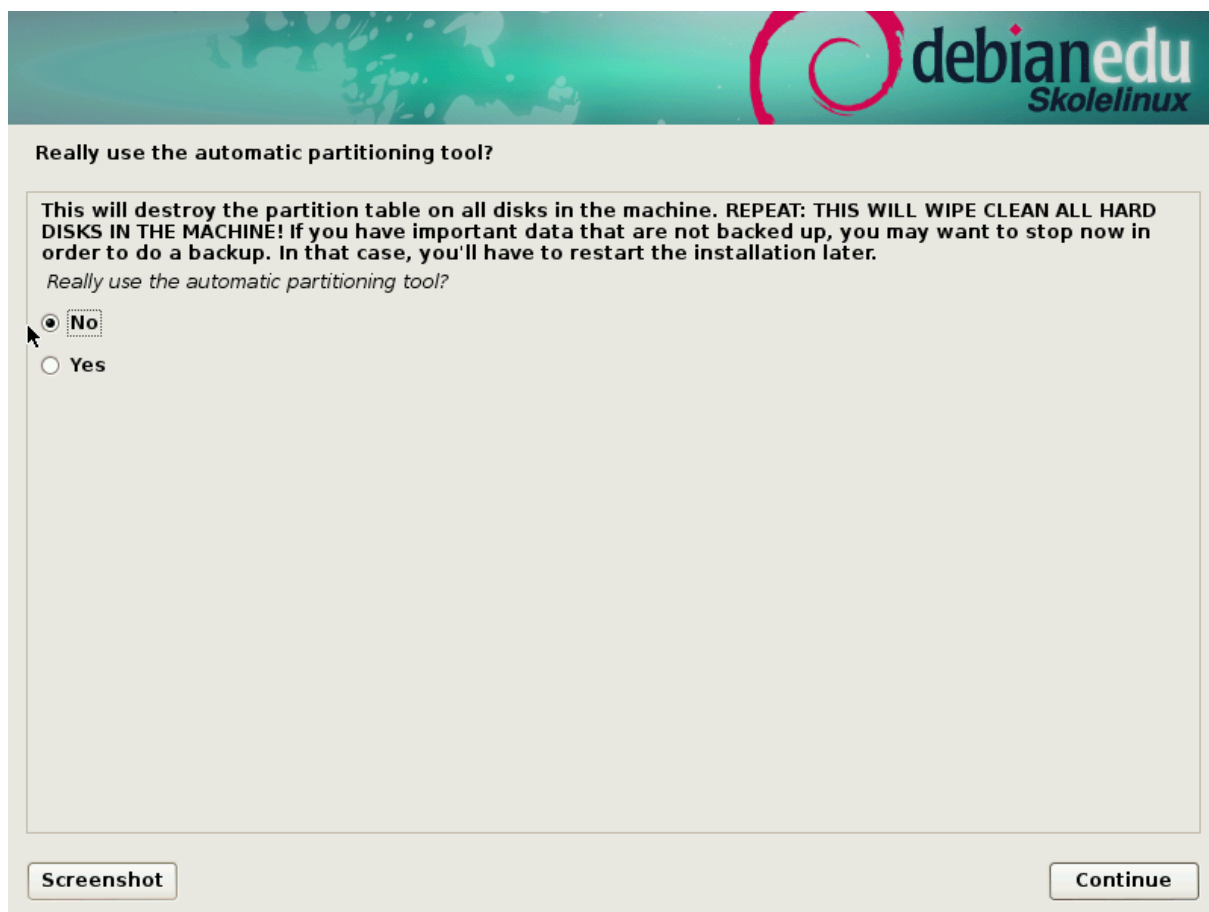 debianedu
Skolelinux
Really use the automatic partitioning tool?
This will destroy the partition table on all disks in the machine. REPEAT: THIS WILL WIPE CLEAN ALL HARD
DISKS IN THE MACHINE! If you have important data that are not backed up, you may want to stop now in
order to do a backup. In that case, you'll have to restart the installation later.
Really use the automatic partitioning tool?
No
Yes
Screenshot
Continue